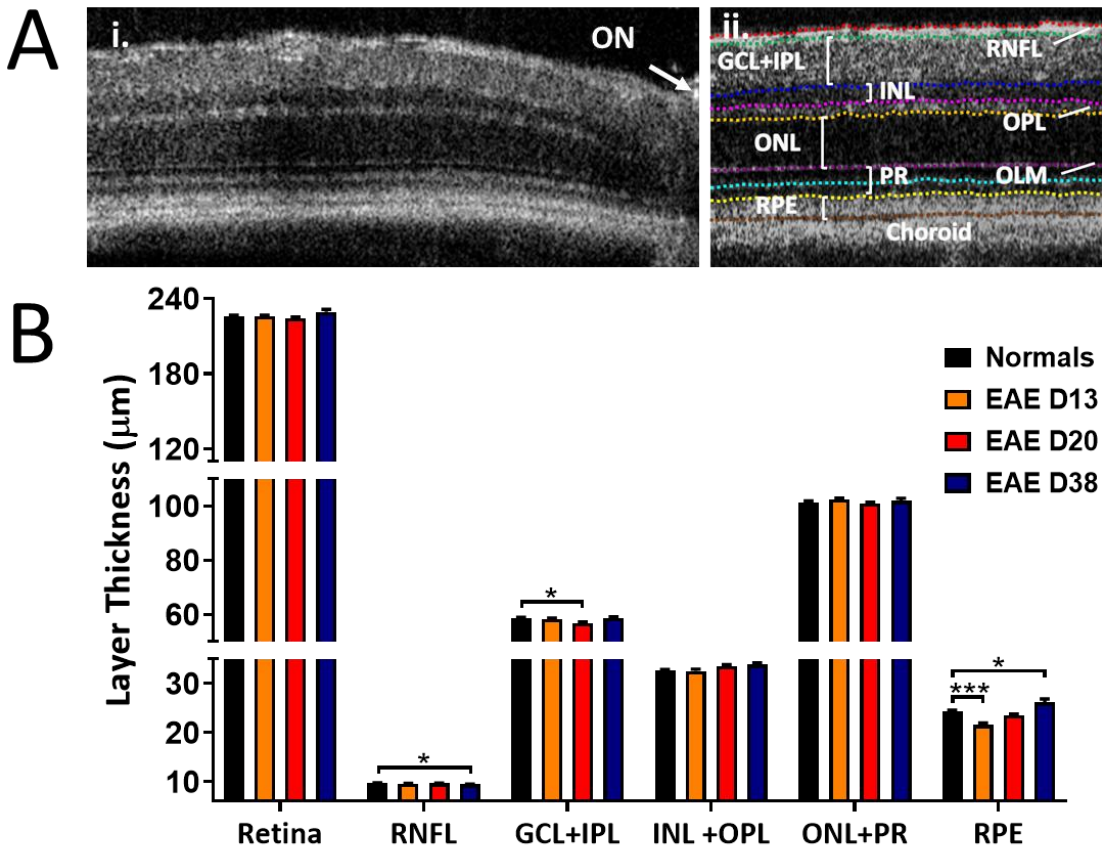 A
i.
ON
ii.
RNFL
GCL+IPL
INL
OPL
ONL
PR
OLM
RPE
Choroid
B
Layer Thickness (μm)
240
180
120
100
60
30
20
10
Normals
EAE D13
EAE D20
EAE D38
*
*
*
***
*
Retina
RNFL
GCL+IPL
INL +OPL
ONL+PR
RPE